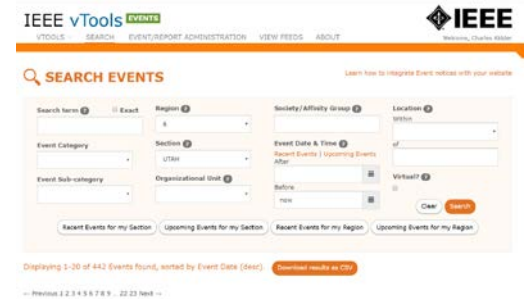 IEEE vTools EVENTS
IEEE
VTOOLS SEARCH EVENT/REPORT ADMINISTRATION VIEW FEEDS ABOUT
Welcome, Charles Kidder
SEARCH EVENTS
Learn how to integrate Event notices with your website
Search term ? Exact
Region ?
6
Society/Affinity Group ?
Location ?
Within
of
Event Category
Section ?
UTAH
Event Date & Time ?
Recent Events | Upcoming Events
After
Before
now
Event Sub-category
Organizational Unit ?
Virtual? ?
Clear Search
Recent Events for my Section Upcoming Events for my Section Recent Events for my Region Upcoming Events for my Region
Displaying 1-20 of 442 Events found, sorted by Event Date (desc) Download results as CSV
← Previous 1 2 3 4 5 6 7 8 9 ... 22 23 Next →